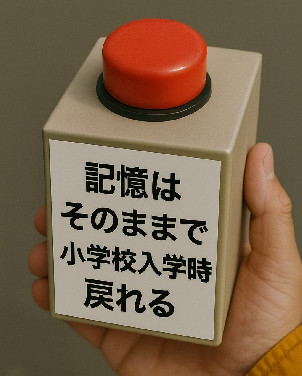 記憶は
そのままで
小学校入学時
戻れる